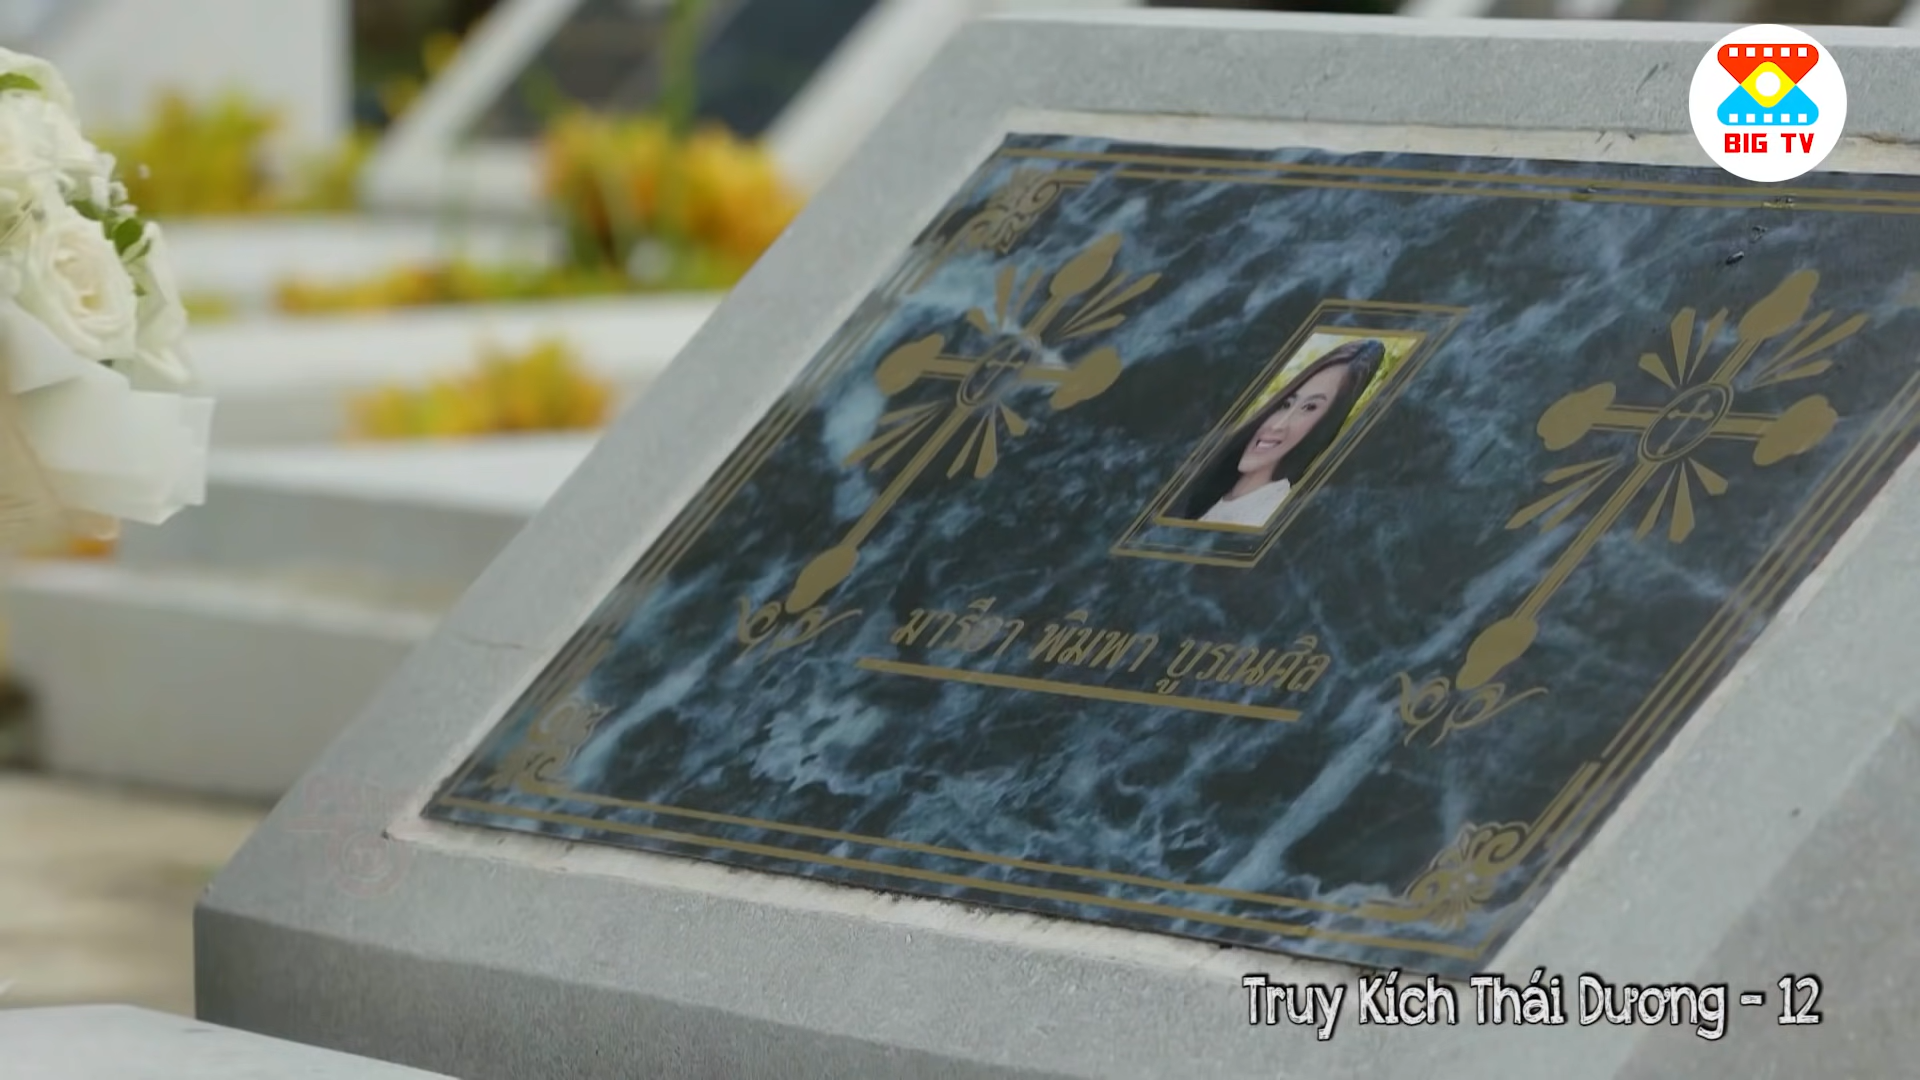 BIG TV
มารีอา พิมพา บูรณศิล
Truy Kích Thái Dương - 12